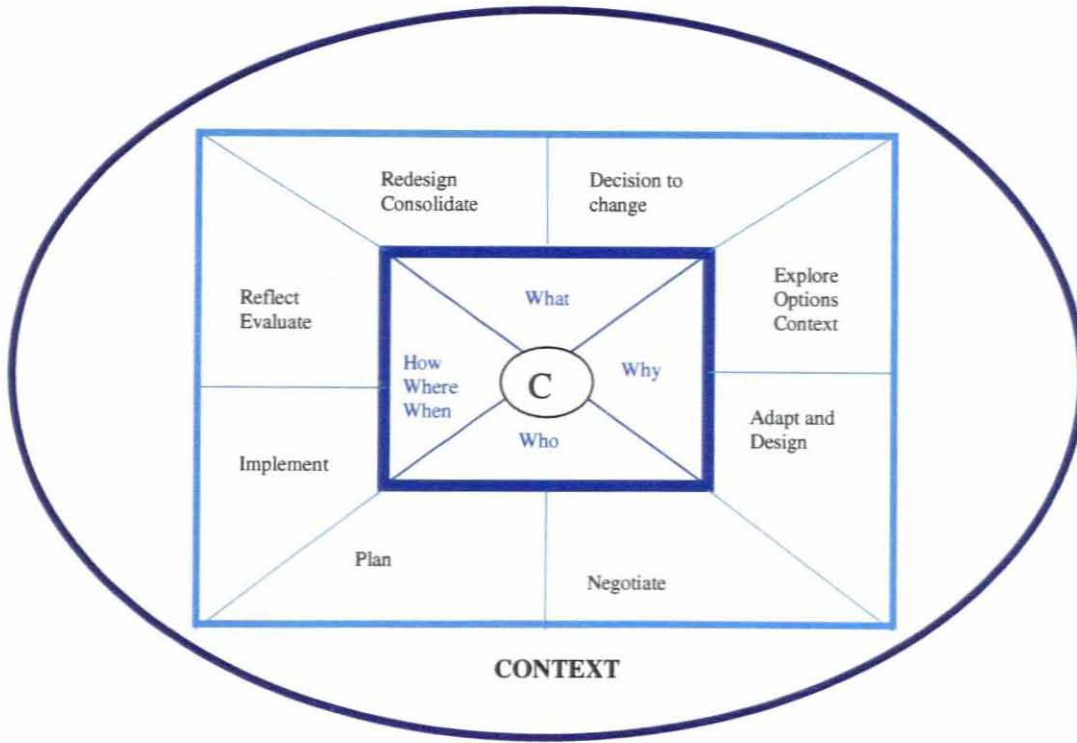 Redesign
Consolidate
Decision to
change
Explore
Options
Context
Reflect
Evaluate
What
How
Where
When
C
Why
Who
Adapt and
Design
Implement
Plan
Negotiate
CONTEXT